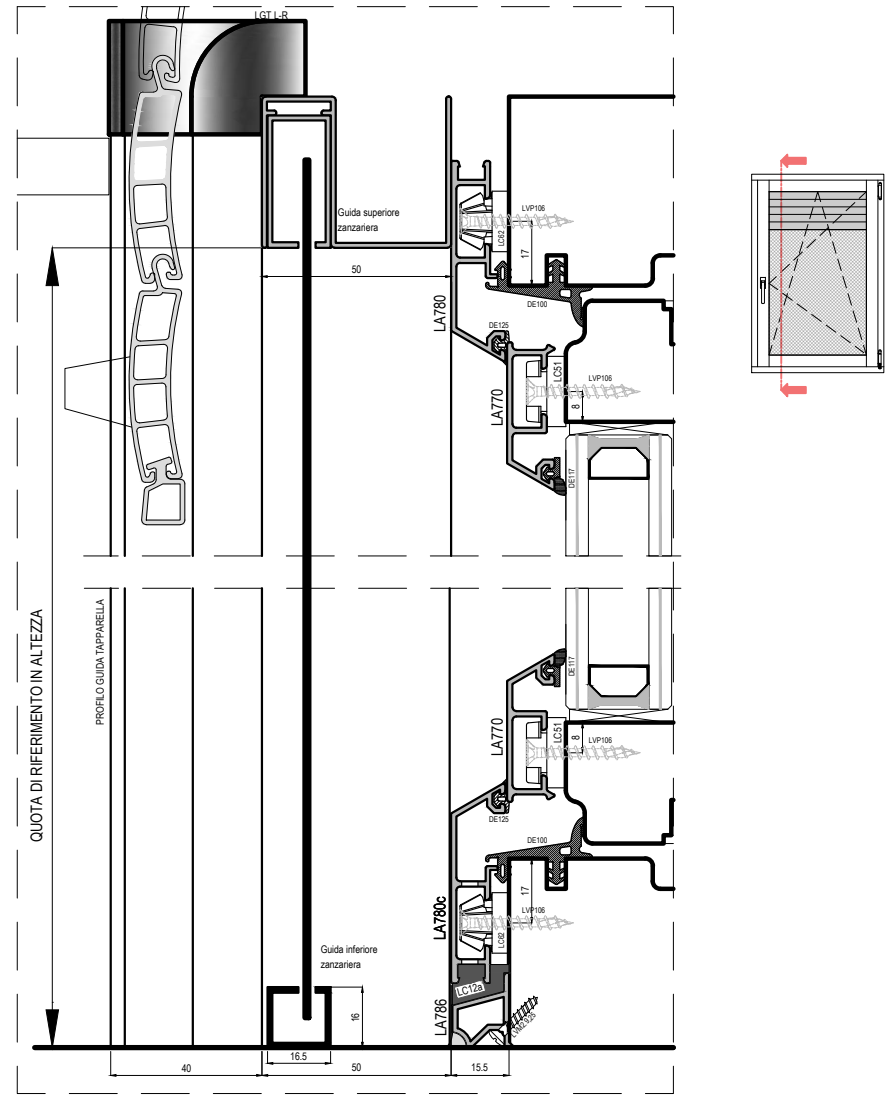 LGT L-R
Guida superiore
zanzariera
LVP106
LC62
17
50
LA780
DE100
DE125
LC51
LVP106
LA770
8
DE117
QUOTA DI RIFERIMENTO IN ALTEZZA
PROFILO GUIDA TAPPARELLA
DE117
LA770
LC51
8
LVP106
DE125
DE100
17
LA780c
LVP106
LC62
Guida inferiore
zanzariera
LC12a
LA786
16
16.5
40
50
15.5